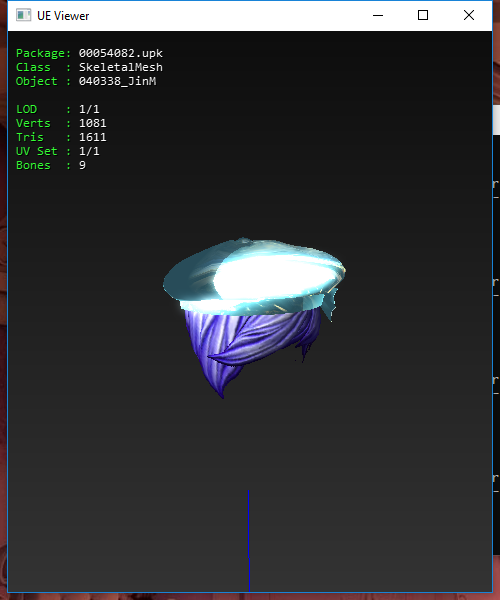 UE Viewer
Package: 00054082.upk
Class : SkeletalMesh
Object : 040338_JinM
LOD : 1/1
Verts : 1081
Tris : 1611
UV Set : 1/1
Bones : 9